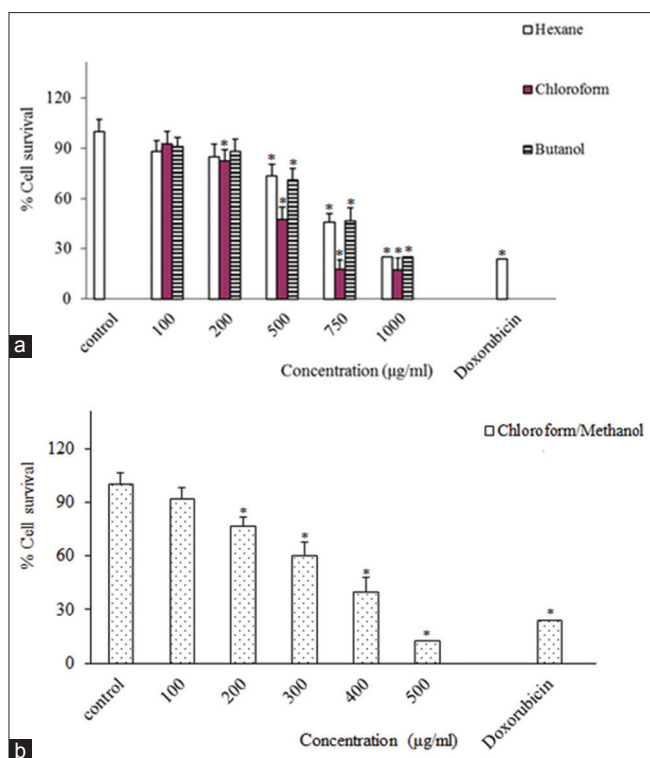 Hexane
Chloroform
Butanol
% Cell survival
120
90
60
30
0
* * * * * * * * * * *
control
100
200
500
750
1000
Doxorubicin
Concentration (µg/ml)
a
Chloroform/Methanol
% Cell survival
120
90
60
30
0
* * * * *
control
100
200
300
400
500
Doxorubicin
Concentration (µg/ml)
b